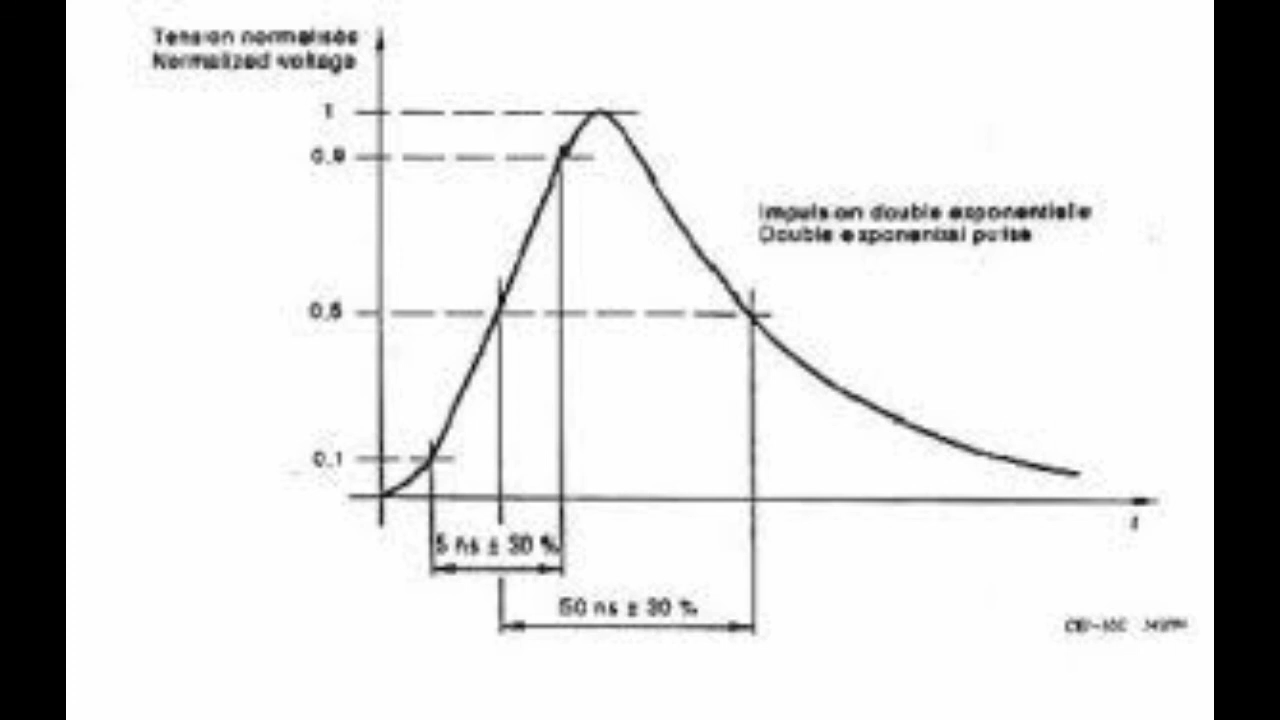 Tension normalisée
Normalized voltage
1
0.9
0.5
0.1
Impulsion double exponentielle
Double exponential pulse
t
5 ns ± 30 %
50 ns ± 30 %